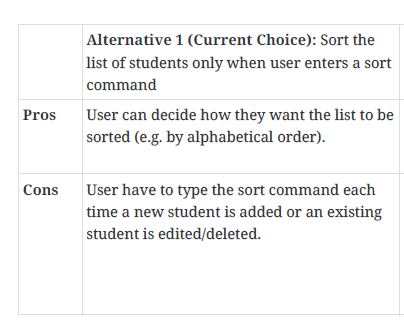 Alternative 1 (Current Choice): Sort the
list of students only when user enters a sort
command
Pros User can decide how they want the list to be
sorted (e.g. by alphabetical order).
Cons User have to type the sort command each
time a new student is added or an existing
student is edited/deleted.